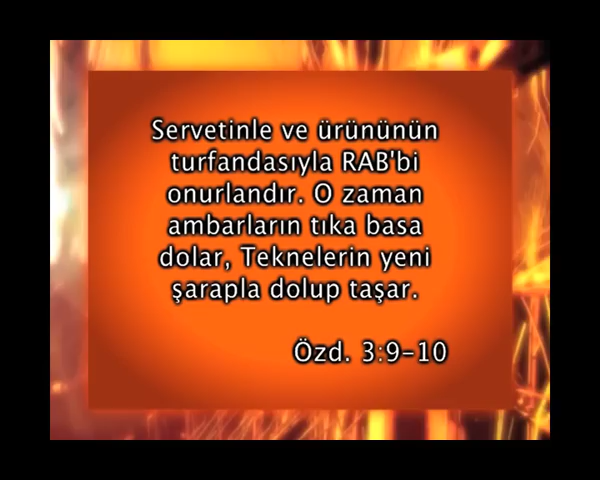 Servetinle ve ürününün
turfandasıyla RAB'bi
onurlandır. O zaman
ambarların tıka basa
dolar, Teknelerin yeni
şarapla dolup taşar.
Özd. 3:9-10